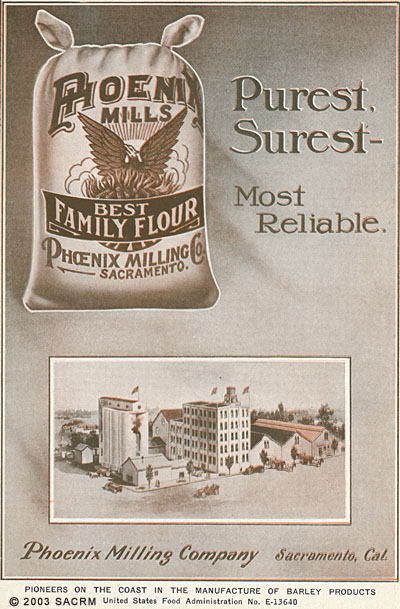 PHOENIX
MILLS
BEST
FAMILY FLOUR
PHOENIX MILLING CO.
SACRAMENTO.
Purest,
Surest-
Most
Reliable.
Phoenix Milling Company Sacramento, Cal.
PIONEERS ON THE COAST IN THE MANUFACTURE OF BARLEY PRODUCTS
© 2003 SACRM United States Food Administration No. E-13640